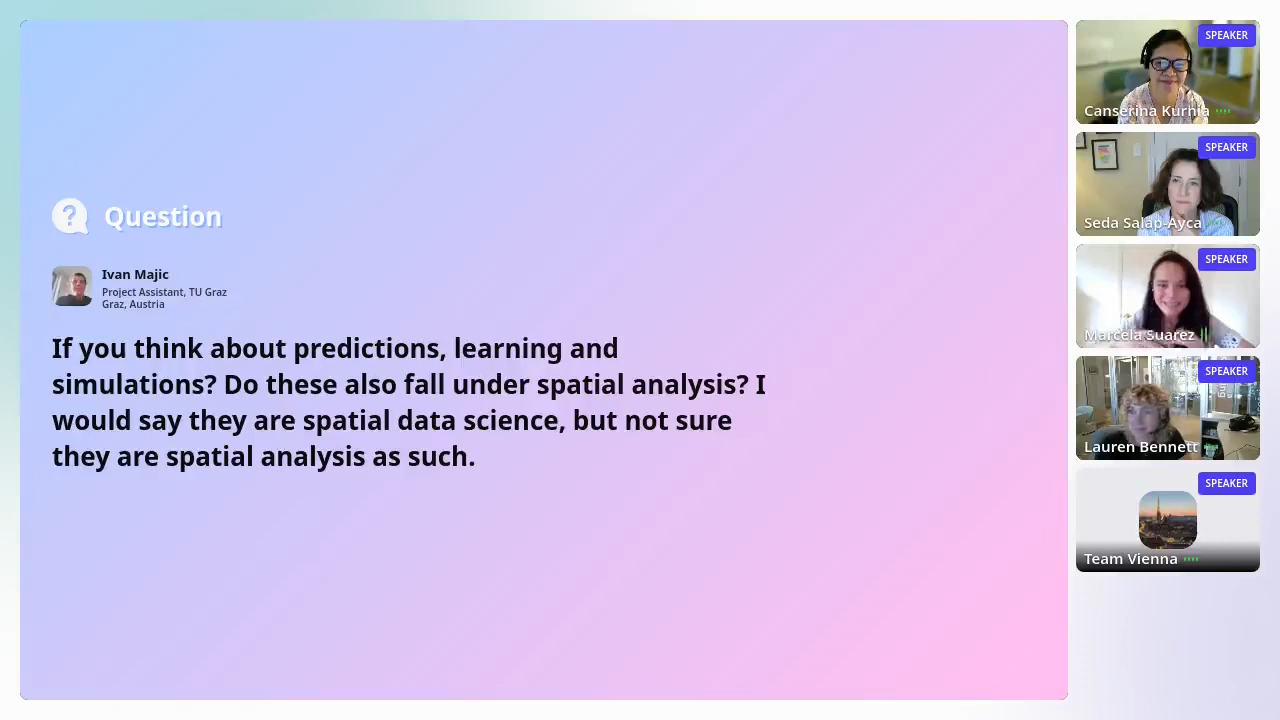 Question
Ivan Majic
Project Assistant, TU Graz
Graz, Austria
If you think about predictions, learning and
simulations? Do these also fall under spatial analysis? I
would say they are spatial data science, but not sure
they are spatial analysis as such.
SPEAKER
Canserina Kurnia
SPEAKER
Seda Salap-Ayca
SPEAKER
Marcela Suarez
SPEAKER
Lauren Bennett
SPEAKER
Team Vienna